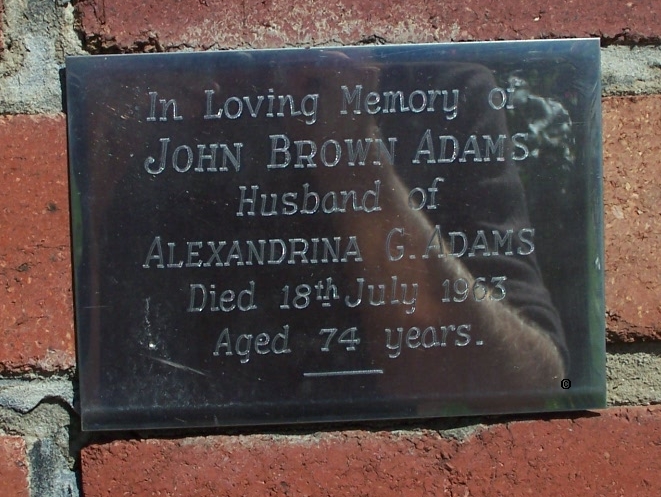 In Loving Memory of
JOHN BROWN ADAMS
Husband of
ALEXANDRINA G. ADAMS
Died 18th July 1963
Aged 74 years.
©